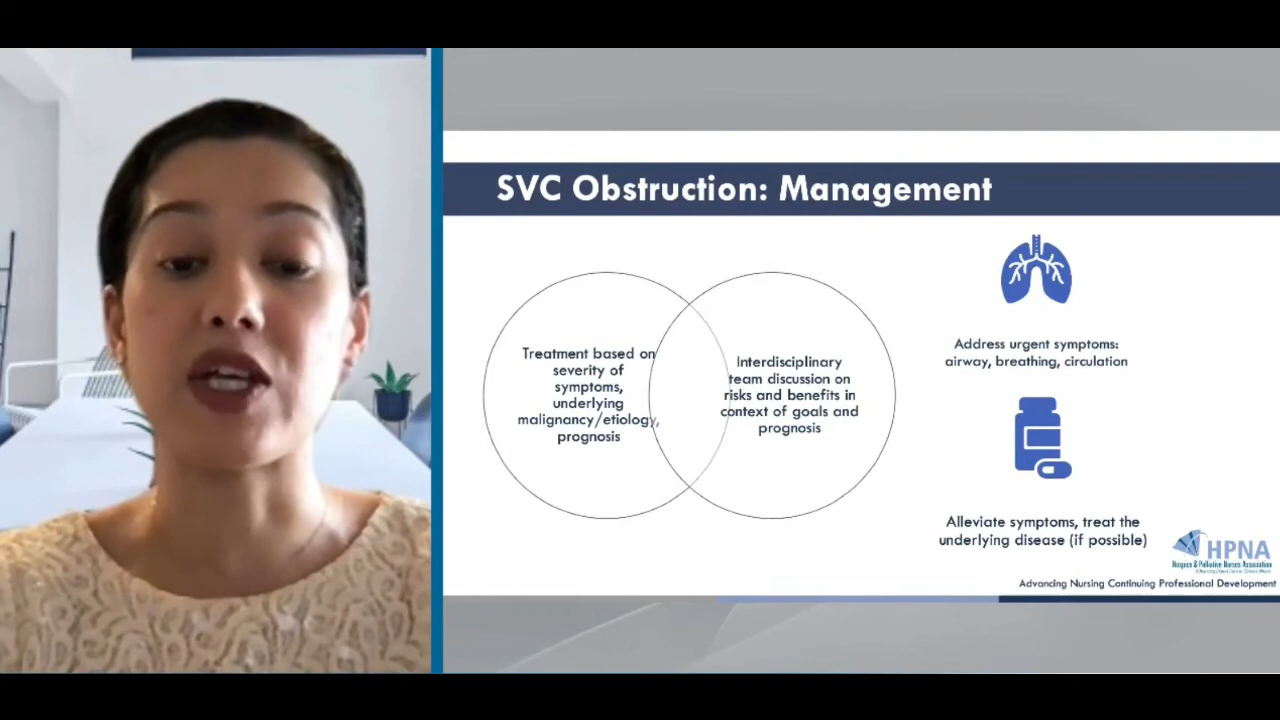 SVC Obstruction: Management
Treatment based on
severity of
symptoms,
underlying
malignancy/etiology,
prognosis
Interdisciplinary
team discussion on
risks and benefits in
context of goals and
prognosis
Address urgent symptoms:
airway, breathing, circulation
Alleviate symptoms, treat the
underlying disease (if possible)
HPNA
Hospice & Palliative Nurses Association
Advancing Nursing Continuing Professional Development